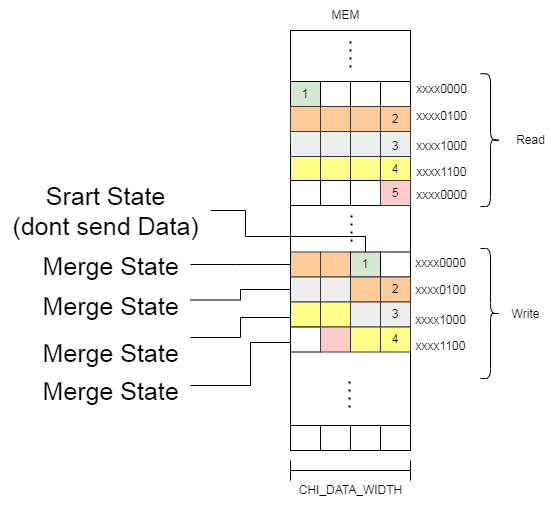 MEM
1
xxxx0000
2
xxxx0100
3
xxxx1000
4
xxxx1100
5
xxxx0000
Read
Srart State
(dont send Data)
Merge State
1
xxxx0000
Merge State
2
xxxx0100
Merge State
3
xxxx1000
Merge State
4
xxxx1100
Write
CHI_DATA_WIDTH